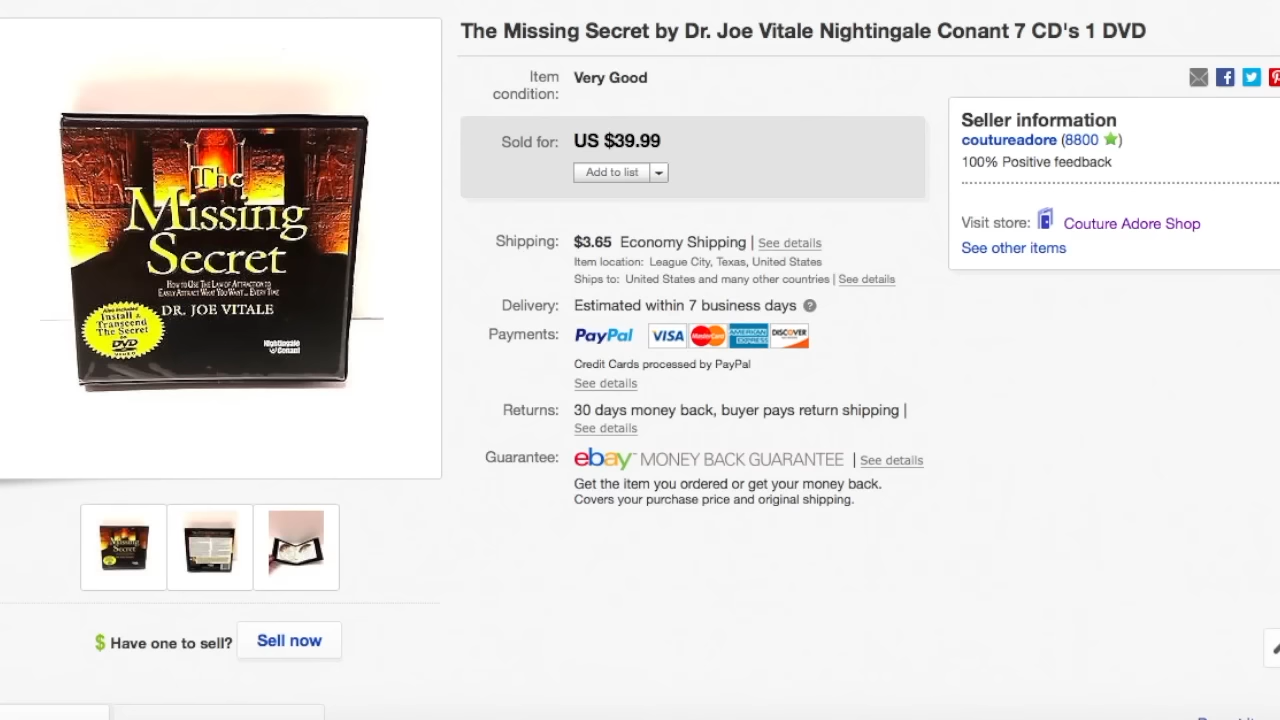 The Missing Secret by Dr. Joe Vitale Nightingale Conant 7 CD's 1 DVD
Item condition: Very Good
Sold for: US $39.99
Add to list
Shipping: $3.65 Economy Shipping | See details
Item location: League City, Texas, United States
Ships to: United States and many other countries | See details
Delivery: Estimated within 7 business days ?
Payments: PayPal VISA MasterCard AMERICAN EXPRESS DISCOVER
Credit Cards processed by PayPal
See details
Returns: 30 days money back, buyer pays return shipping |
See details
Guarantee: ebay MONEY BACK GUARANTEE | See details
Get the item you ordered or get your money back.
Covers your purchase price and original shipping.
Seller information
coutureadore (8800 )
100% Positive feedback
Visit store: Couture Adore Shop
See other items
The
Missing
Secret
How to Use The Law of Attraction to
Easily Attract What You Want... Every Time
DR. JOE VITALE
Also Included
Install &
Transcend
The Secret
DVD
VIDEO
Nightingale
Conant
$ Have one to sell? Sell now